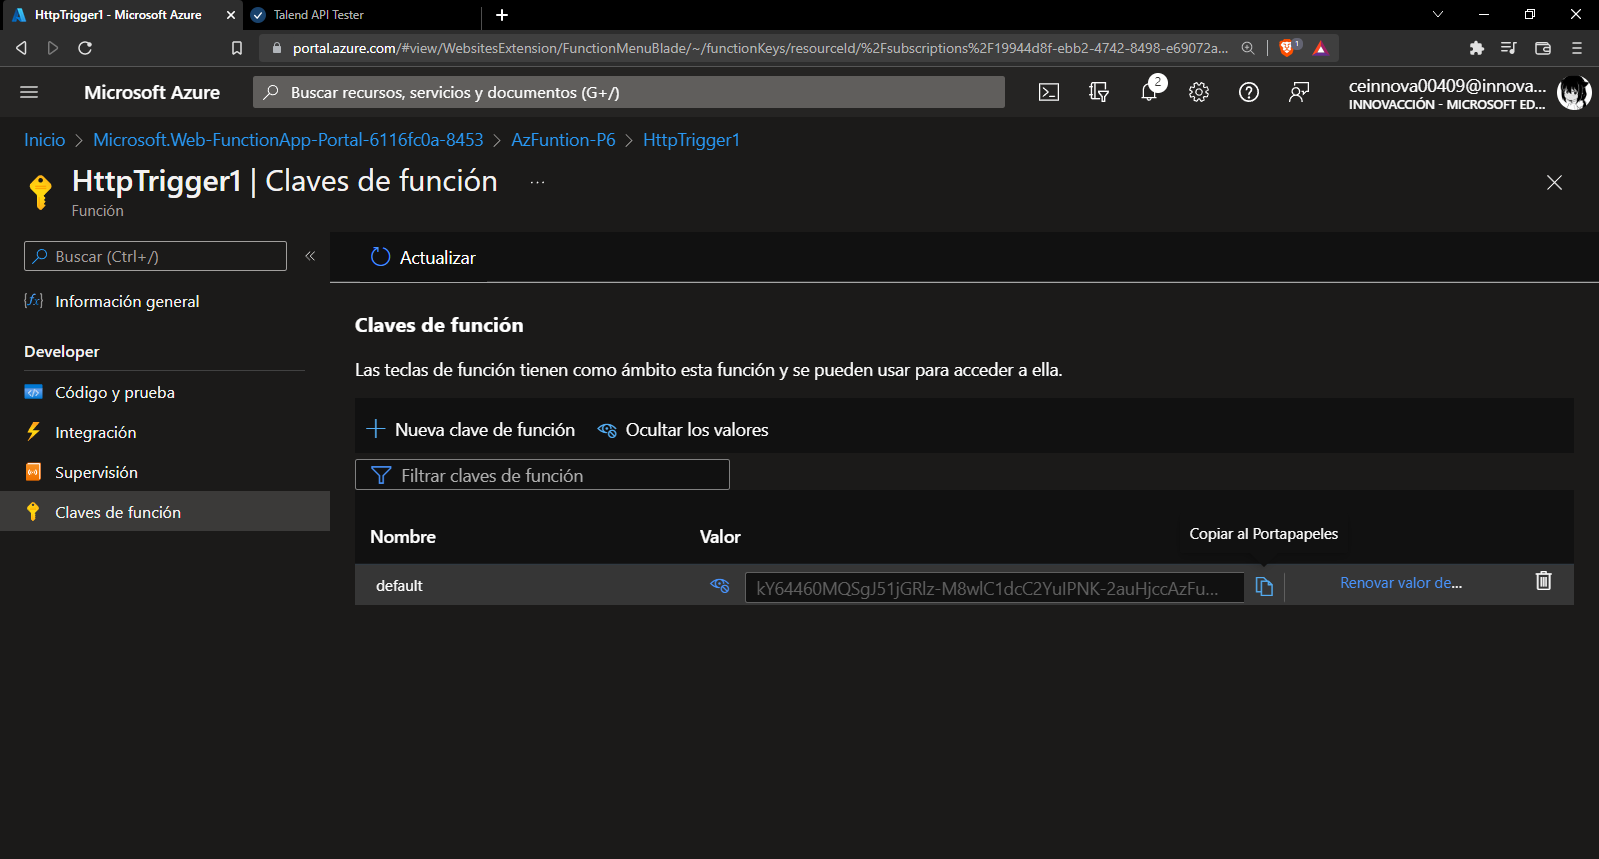 HttpTrigger1 - Microsoft Azure
Talend API Tester
portal.azure.com/#view/WebsitesExtension/FunctionMenuBlade/~/functionKeys/resourceId/%2Fsubscriptions%2F19944d8f-ebb2-4742-8498-e69072a...
1
Microsoft Azure
Buscar recursos, servicios y documentos (G+/)
2
ceinnova00409@innova...
INNOVACCIÓN - MICROSOFT ED...
Inicio > Microsoft.Web-FunctionApp-Portal-6116fc0a-8453 > AzFuntion-P6 > HttpTrigger1
HttpTrigger1 | Claves de función ...
Función
Buscar (Ctrl+/)
«
Información general
Developer
Código y prueba
Integración
Supervisión
Claves de función
Actualizar
Claves de función
Las teclas de función tienen como ámbito esta función y se pueden usar para acceder a ella.
Nueva clave de función
Ocultar los valores
Filtrar claves de función
Nombre
Valor
Copiar al Portapapeles
default
kY64460MQSgJ51jGRlz-M8wlC1dcC2YuIPNK-2auHjccAzFu...
Renovar valor de...